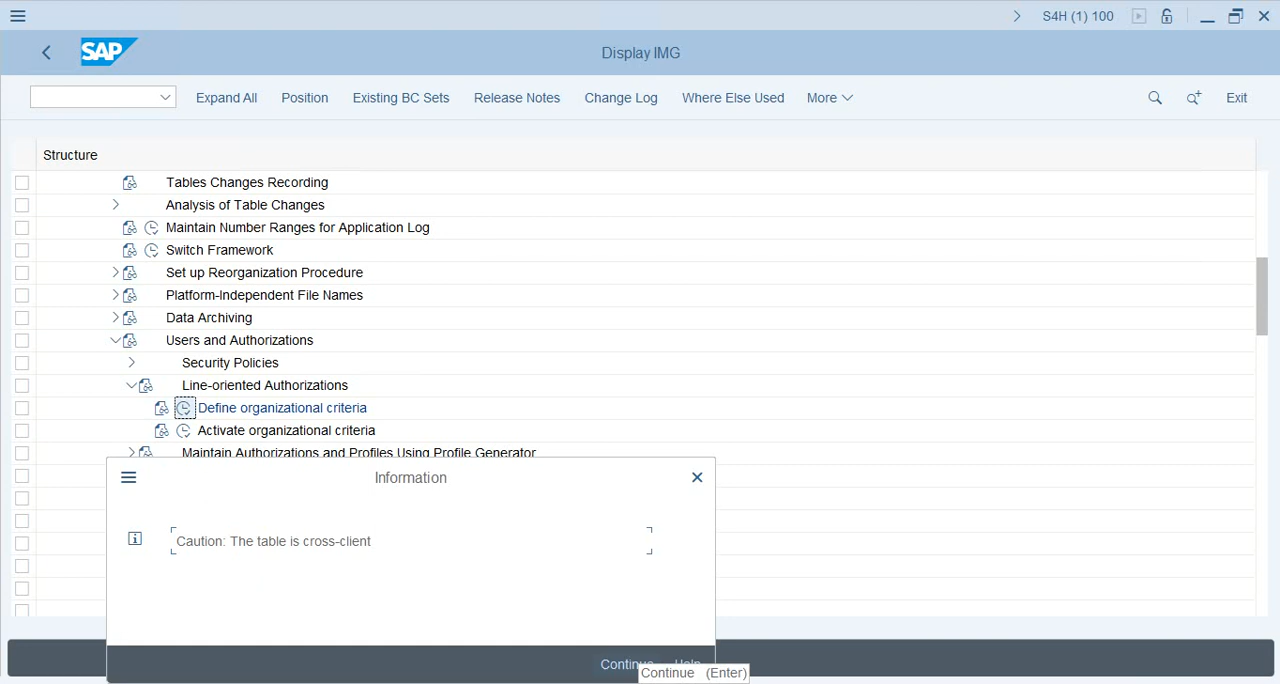 S4H (1) 100
SAP
Display IMG
Expand All Position Existing BC Sets Release Notes Change Log Where Else Used More Exit
Structure
Tables Changes Recording
Analysis of Table Changes
Maintain Number Ranges for Application Log
Switch Framework
Set up Reorganization Procedure
Platform-Independent File Names
Data Archiving
Users and Authorizations
Security Policies
Line-oriented Authorizations
Define organizational criteria
Activate organizational criteria
Maintain Authorizations and Profiles Using Profile Generator
Information
Caution: The table is cross-client
Continue Help
Continue (Enter)